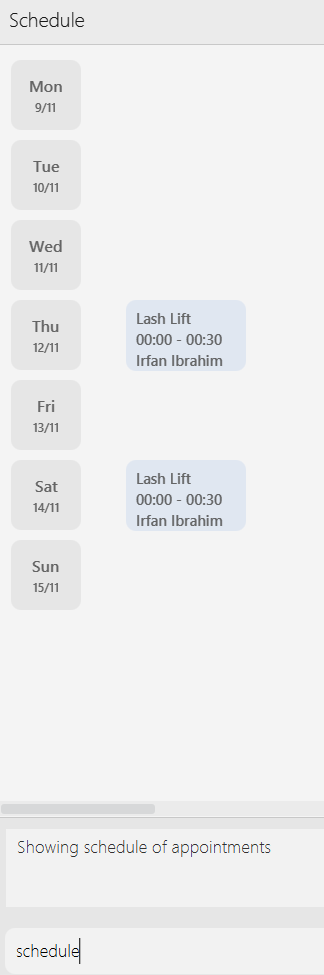 Schedule
Mon
9/11
Tue
10/11
Wed
11/11
Thu
12/11
Lash Lift
00:00 - 00:30
Irfan Ibrahim
Fri
13/11
Sat
14/11
Lash Lift
00:00 - 00:30
Irfan Ibrahim
Sun
15/11
Showing schedule of appointments
schedule